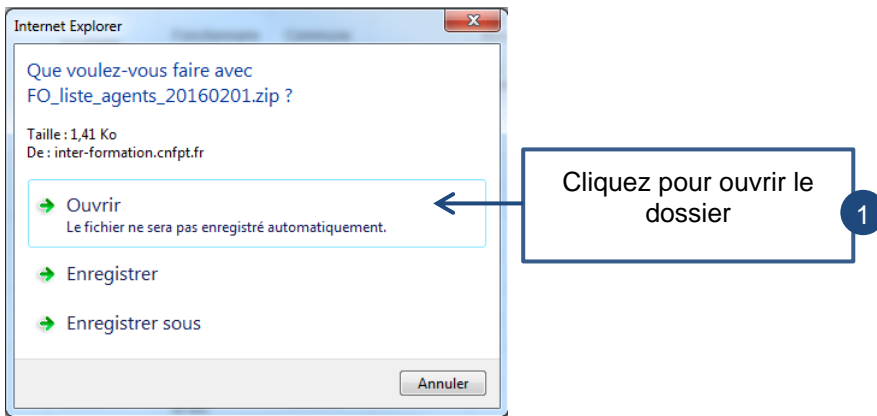 Internet Explorer
Que voulez-vous faire avec
FO_liste_agents_20160201.zip ?
Taille : 1,41 Ko
De : inter-formation.cnfpt.fr
Ouvrir
Le fichier ne sera pas enregistré automatiquement.
Enregistrer
Enregistrer sous
Annuler
Cliquez pour ouvrir le
dossier
1